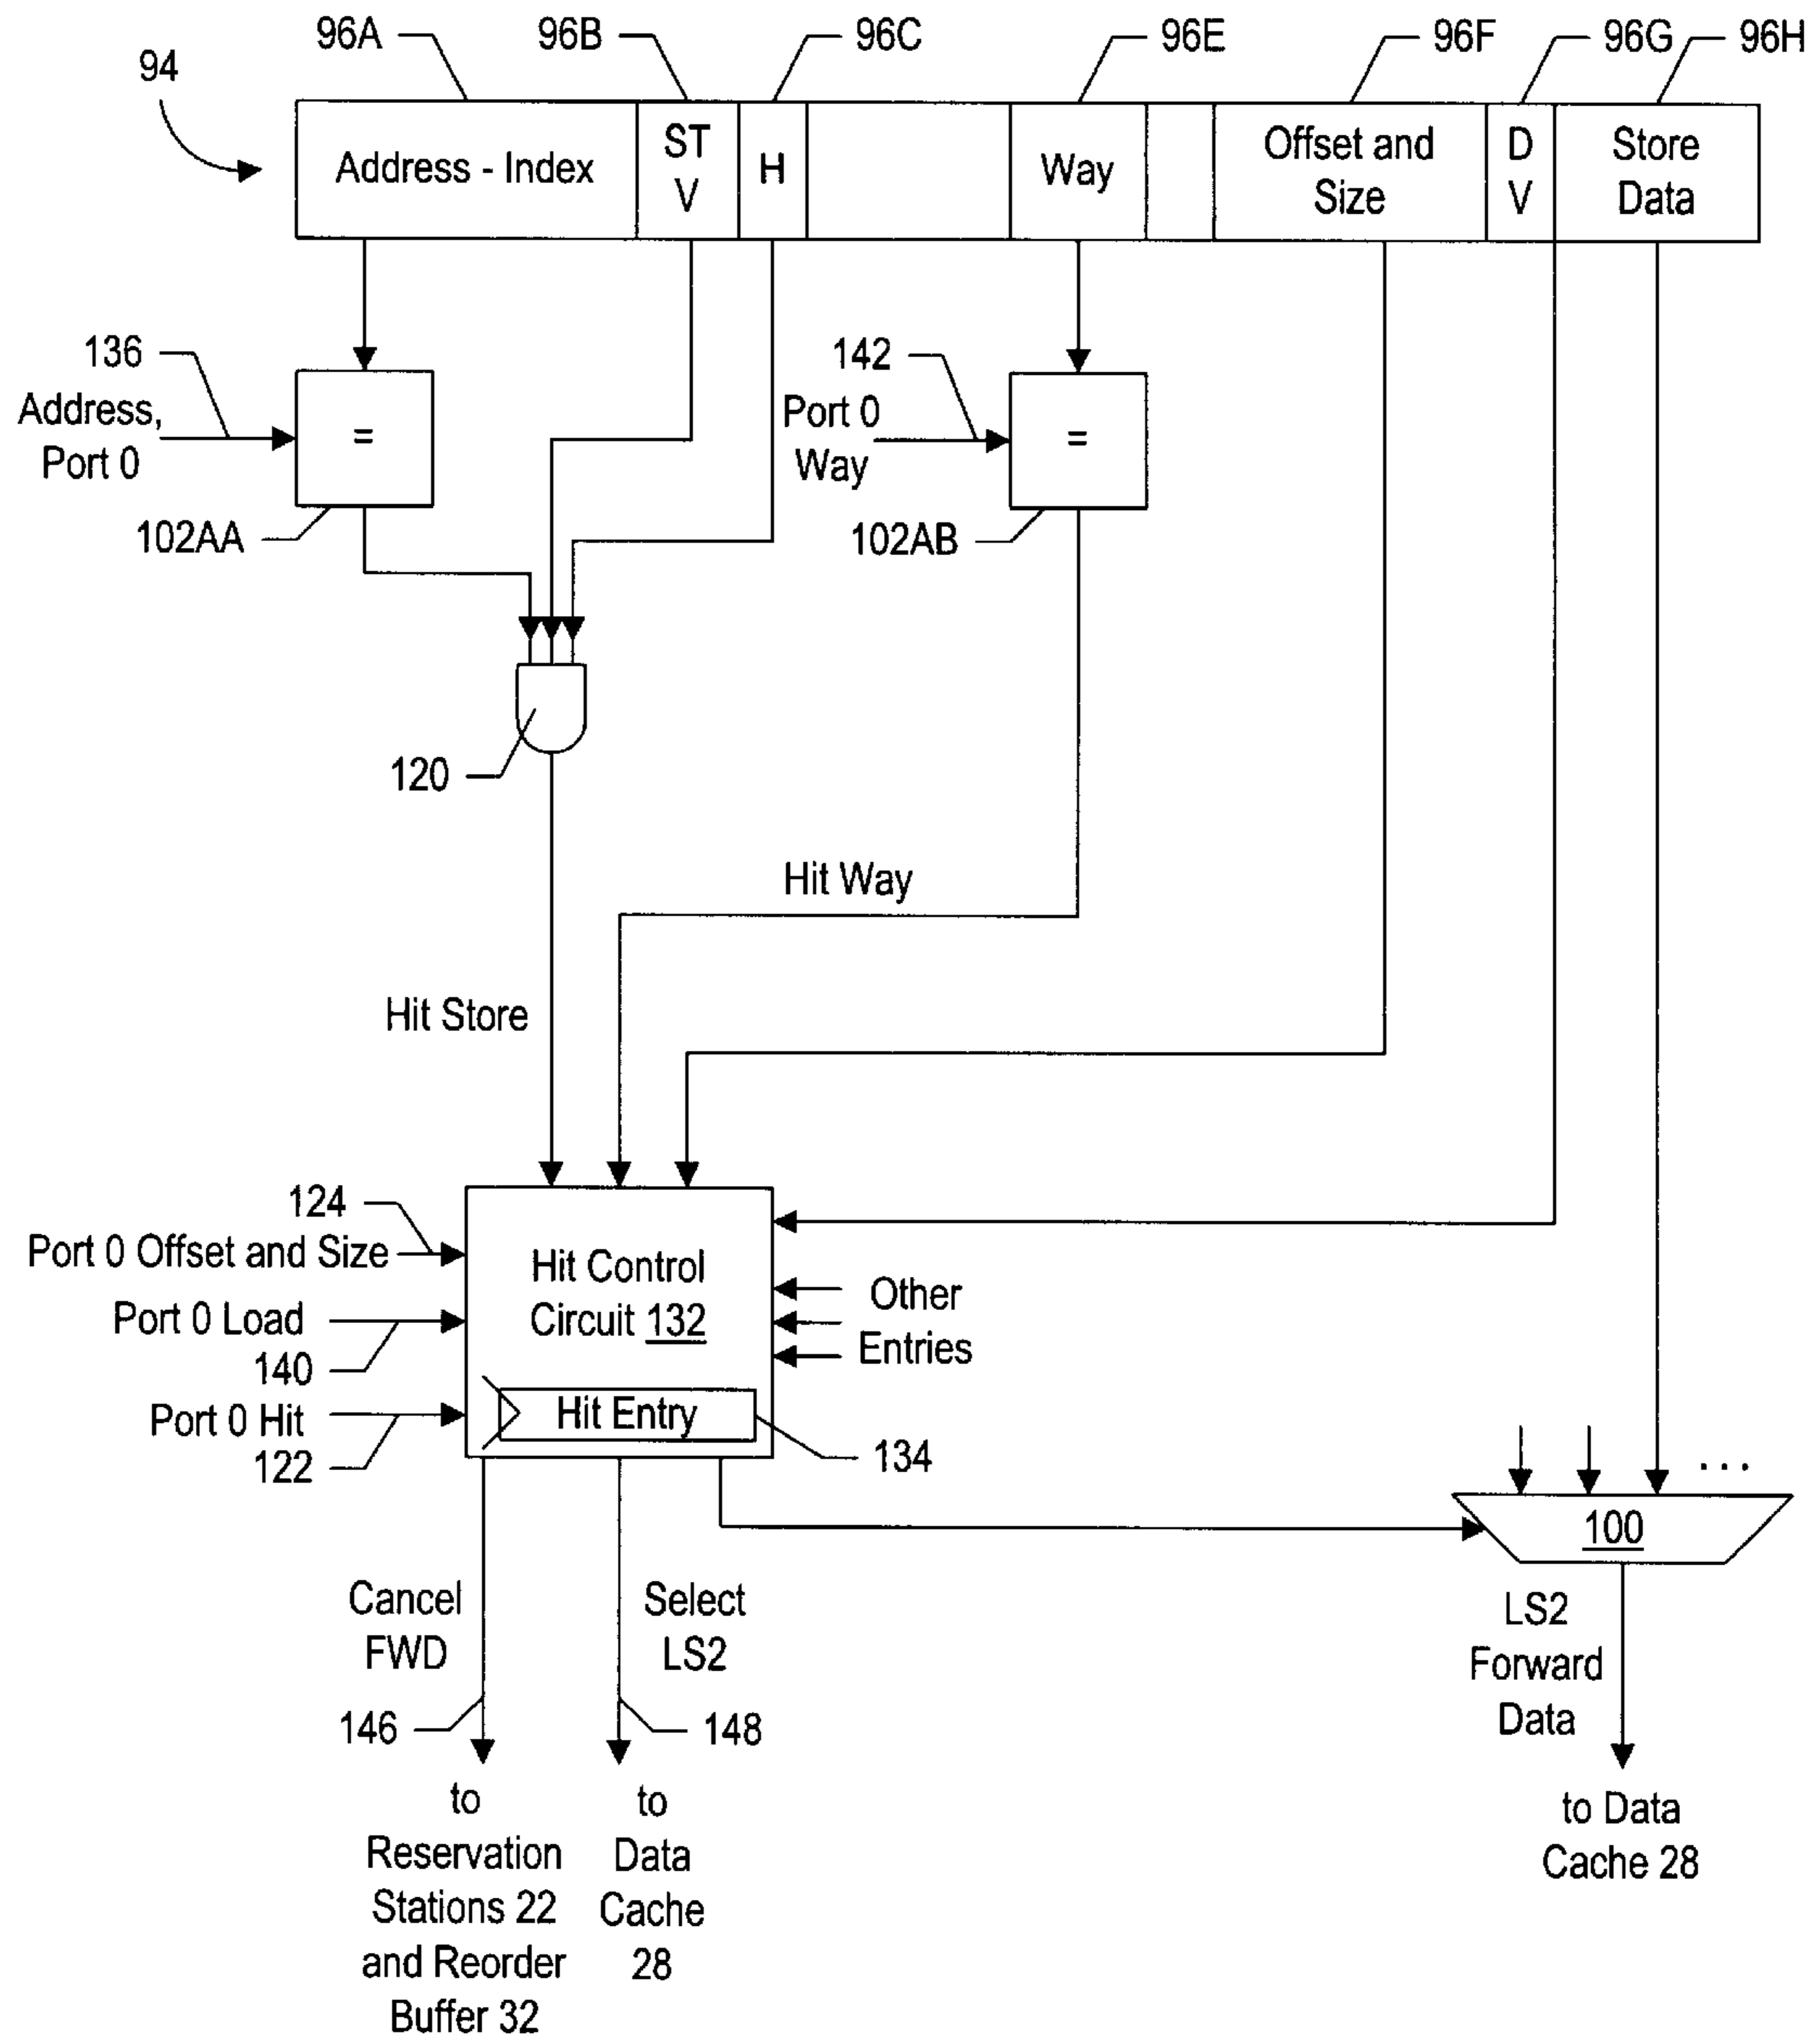 96A
96B
96C
96E
96F
96G
96H
94
Address - Index
ST
V
H
Way
Offset and
Size
D
V
Store
Data
136
Address,
Port 0
=
102AA
142
Port 0
Way
=
102AB
120
Hit Way
Hit Store
124
Port 0 Offset and Size
Port 0 Load
140
Port 0 Hit
122
Hit Control
Circuit 132
Hit Entry
134
Other
Entries
...
100
Cancel
FWD
146
Select
LS2
148
LS2
Forward
Data
to
Reservation
Stations 22
and Reorder
Buffer 32
to
Data
Cache
28
to Data
Cache 28